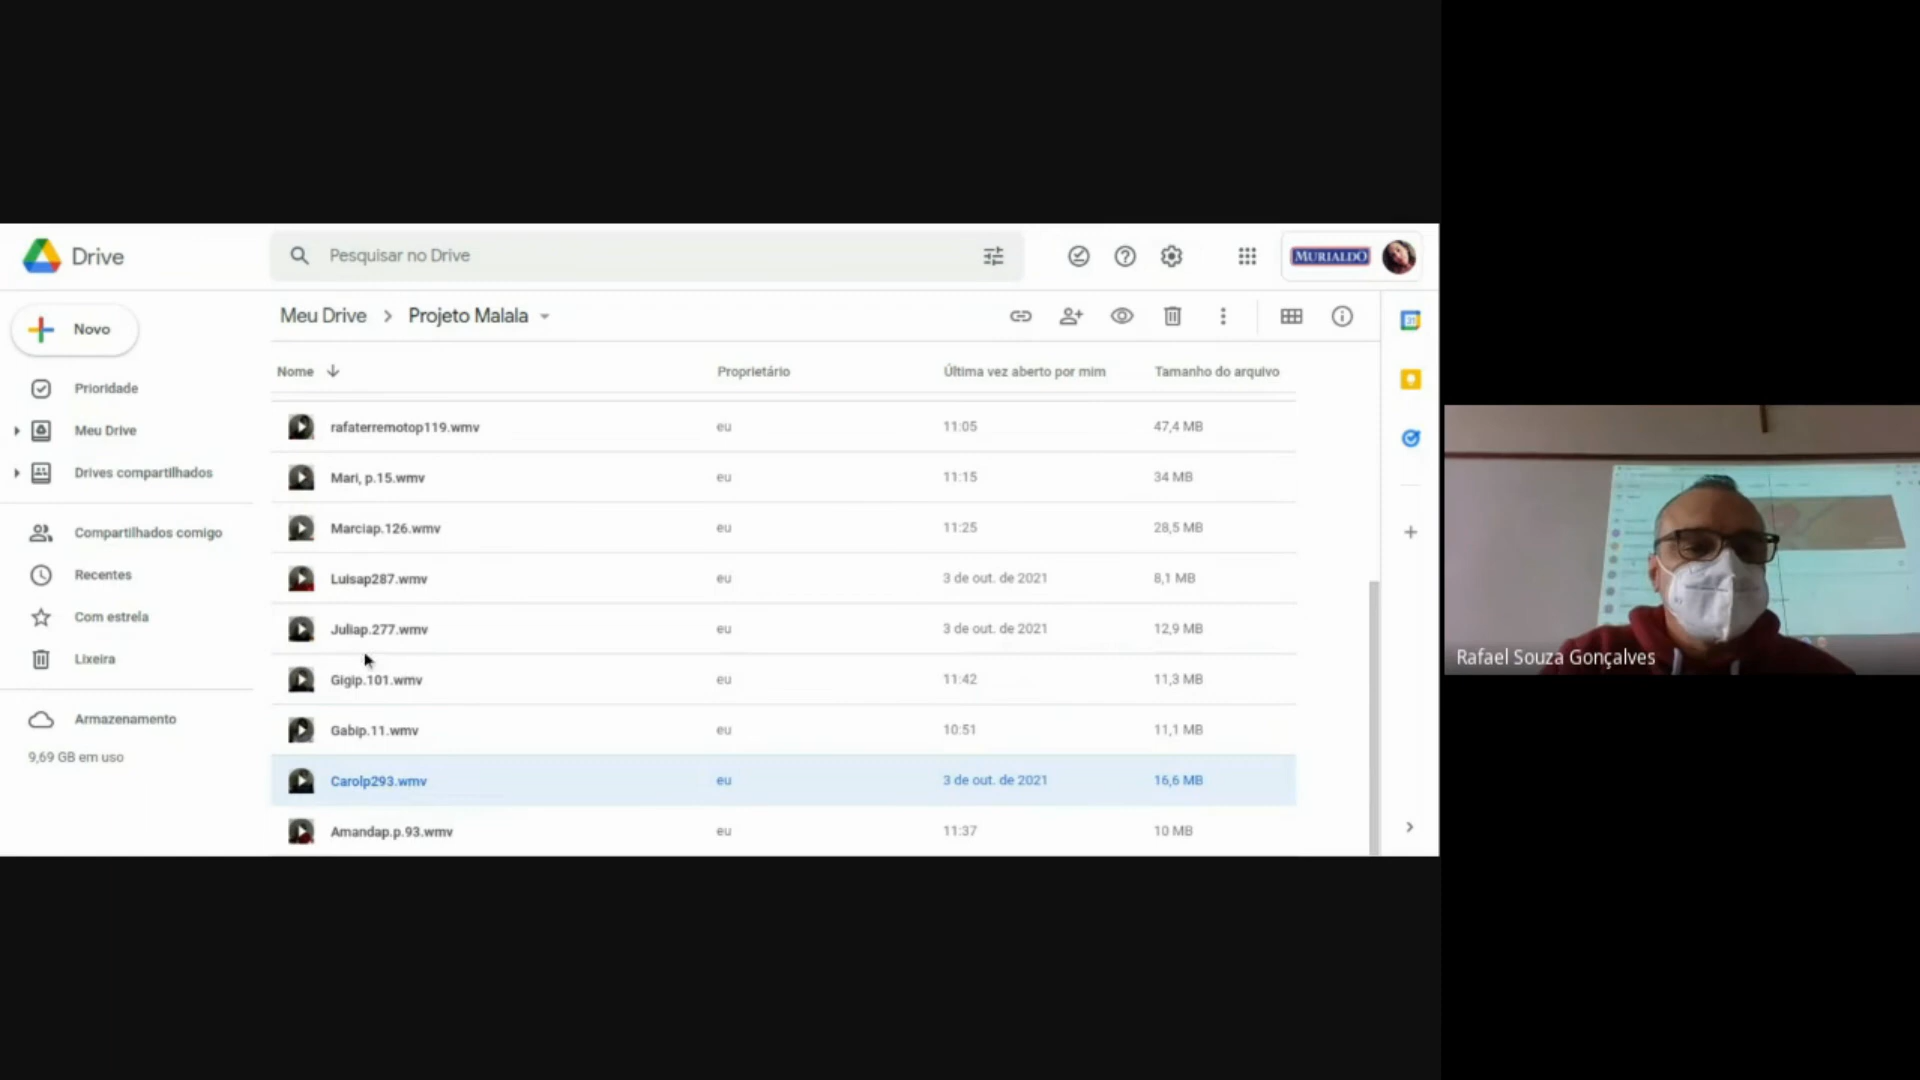 Drive
Pesquisar no Drive
MURIALDO
Novo
Meu Drive
Projeto Malala
Nome
Proprietário
Última vez aberto por mim
Tamanho do arquivo
Prioridade
Meu Drive
Drives compartilhados
Compartilhados comigo
Recentes
Com estrela
Lixeira
Armazenamento
9,69 GB em uso
rafaterremotop119.wmv eu 11:05 47,4 MB
Mari, p.15.wmv eu 11:15 34 MB
Marciap.126.wmv eu 11:25 28,5 MB
Luisap287.wmv eu 3 de out. de 2021 8,1 MB
Juliap.277.wmv eu 3 de out. de 2021 12,9 MB
Gigip.101.wmv eu 11:42 11,3 MB
Gabip.11.wmv eu 10:51 11,1 MB
Carolp293.wmv eu 3 de out. de 2021 16,6 MB
Amandap.p.93.wmv eu 11:37 10 MB
31
Rafael Souza Gonçalves